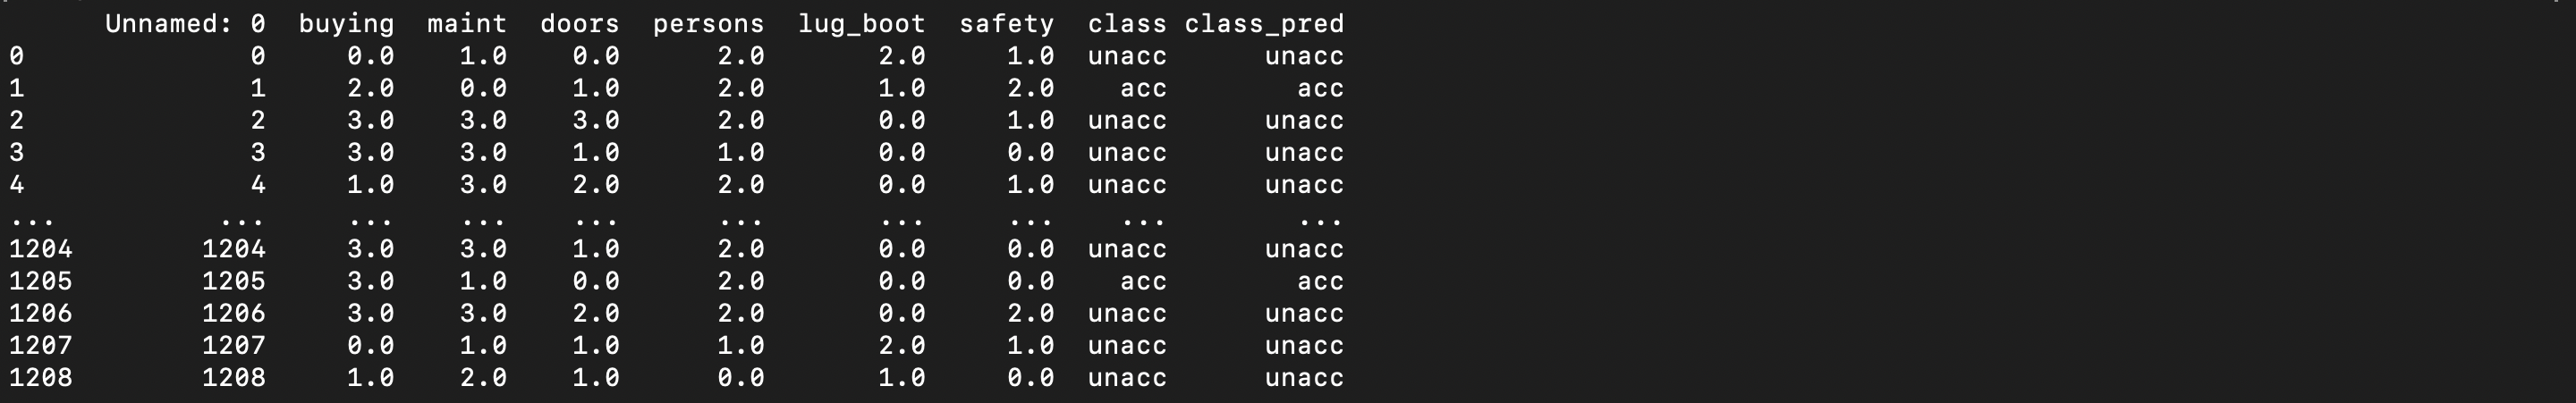 Unnamed: 0 buying maint doors persons lug_boot safety class class_pred
0 0 0.0 1.0 0.0 2.0 2.0 1.0 unacc unacc
1 1 2.0 0.0 1.0 2.0 1.0 2.0 acc acc
2 2 3.0 3.0 3.0 2.0 0.0 1.0 unacc unacc
3 3 3.0 3.0 1.0 1.0 0.0 0.0 unacc unacc
4 4 1.0 3.0 2.0 2.0 0.0 1.0 unacc unacc
... ... ... ... ... ... ... ... ... ...
1204 1204 3.0 3.0 1.0 2.0 0.0 0.0 unacc unacc
1205 1205 3.0 1.0 0.0 2.0 0.0 0.0 acc acc
1206 1206 3.0 3.0 2.0 2.0 0.0 2.0 unacc unacc
1207 1207 0.0 1.0 1.0 1.0 2.0 1.0 unacc unacc
1208 1208 1.0 2.0 1.0 0.0 1.0 0.0 unacc unacc